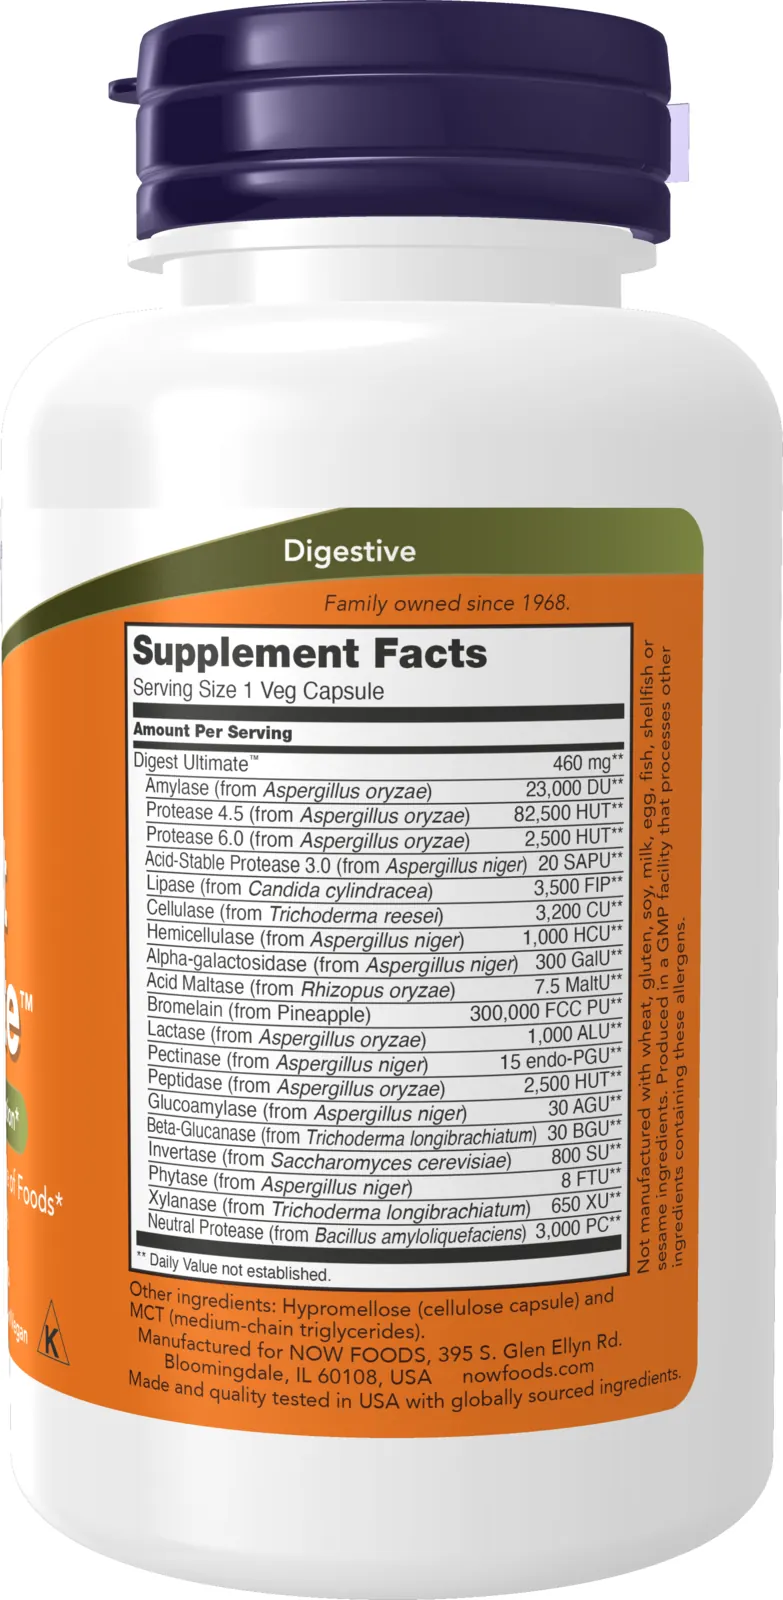 Digestive
Family owned since 1968.
Supplement Facts
Serving Size 1 Veg Capsule
Amount Per Serving
Digest Ultimate™ 460 mg**
Amylase (from Aspergillus oryzae) 23,000 DU**
Protease 4.5 (from Aspergillus oryzae) 82,500 HUT**
Protease 6.0 (from Aspergillus oryzae) 2,500 HUT**
Acid-Stable Protease 3.0 (from Aspergillus niger) 20 SAPU**
Lipase (from Candida cylindracea) 3,500 FIP**
Cellulase (from Trichoderma reesei) 3,200 CU**
Hemicellulase (from Aspergillus niger) 1,000 HCU**
Alpha-galactosidase (from Aspergillus niger) 300 GalU**
Acid Maltase (from Rhizopus oryzae) 7.5 MaltU**
Bromelain (from Pineapple) 300,000 FCC PU**
Lactase (from Aspergillus oryzae) 1,000 ALU**
Pectinase (from Aspergillus niger) 15 endo-PGU**
Peptidase (from Aspergillus oryzae) 2,500 HUT**
Glucoamylase (from Aspergillus niger) 30 AGU**
Beta-Glucanase (from Trichoderma longibrachiatum) 30 BGU**
Invertase (from Saccharomyces cerevisiae) 800 SU**
Phytase (from Aspergillus niger) 8 FTU**
Xylanase (from Trichoderma longibrachiatum) 650 XU**
Neutral Protease (from Bacillus amyloliquefaciens) 3,000 PC**
** Daily Value not established.
Other ingredients: Hypromellose (cellulose capsule) and
MCT (medium-chain triglycerides).
Manufactured for NOW FOODS, 395 S. Glen Ellyn Rd.
Bloomingdale, IL 60108, USA nowfoods.com
Made and quality tested in USA with globally sourced ingredients.
Not manufactured with wheat, gluten, soy, milk, egg, fish, shellfish or
sesame ingredients. Produced in a GMP facility that processes other
ingredients containing these allergens.
e™
of Foods*
K